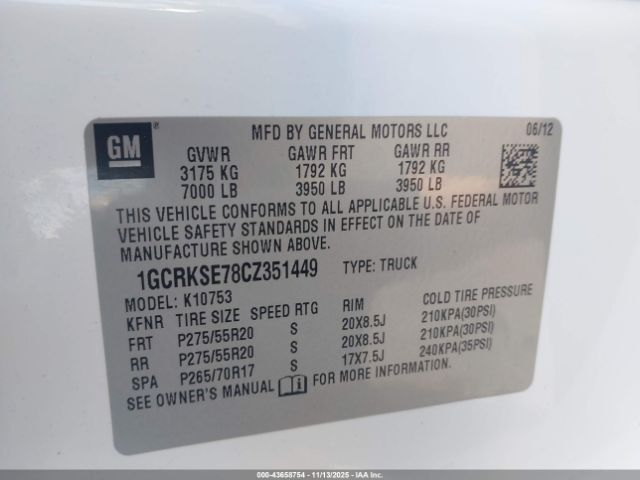 GM®
MFD BY GENERAL MOTORS LLC 06/12
GVWR GAWR FRT GAWR RR
3175 KG 1792 KG 1792 KG
7000 LB 3950 LB 3950 LB
THIS VEHICLE CONFORMS TO ALL APPLICABLE U.S. FEDERAL MOTOR
VEHICLE SAFETY STANDARDS IN EFFECT ON THE DATE OF
MANUFACTURE SHOWN ABOVE.
1GCRKSE78CZ351449 TYPE: TRUCK
MODEL: K10753
KFNR TIRE SIZE SPEED RTG RIM COLD TIRE PRESSURE
FRT P275/55R20 S 20X8.5J 210KPA(30PSI)
RR P275/55R20 S 20X8.5J 210KPA(30PSI)
SPA P265/70R17 S 17X7.5J 240KPA(35PSI)
SEE OWNER'S MANUAL FOR MORE INFORMATION.
000-43658754 11/13/2025 IAAI.COM